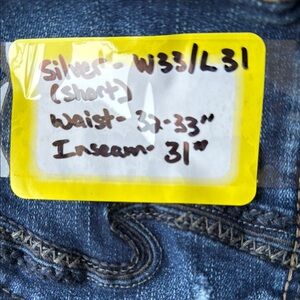 Silver- W33/L31
(short)
Waist- 32-33"
Inseam- 31"